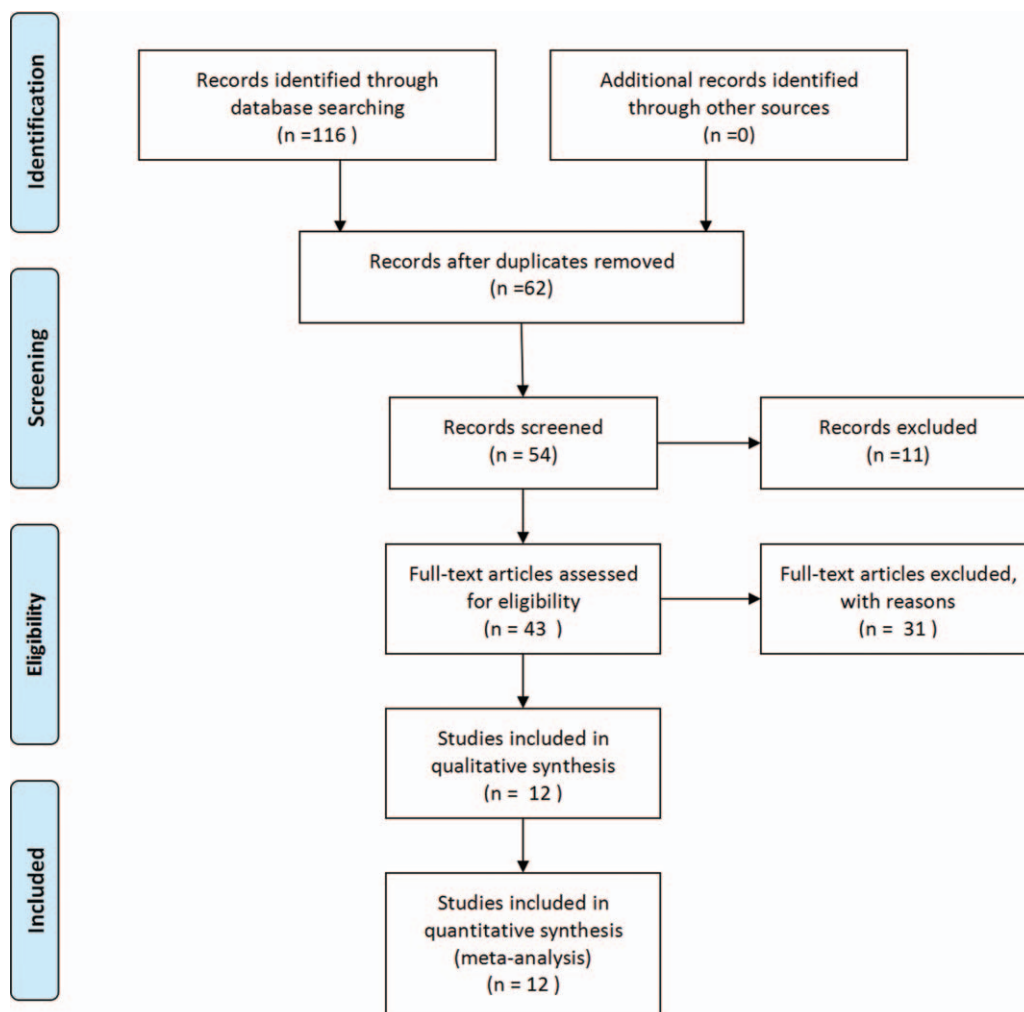 Identification
Records identified through
database searching
(n =116 )
Additional records identified
through other sources
(n =0)
Records after duplicates removed
(n =62)
Screening
Records screened
(n = 54)
Records excluded
(n =11)
Eligibility
Full-text articles assessed
for eligibility
(n = 43 )
Full-text articles excluded,
with reasons
(n = 31 )
Studies included in
qualitative synthesis
(n = 12 )
Included
Studies included in
quantitative synthesis
(meta-analysis)
(n = 12 )